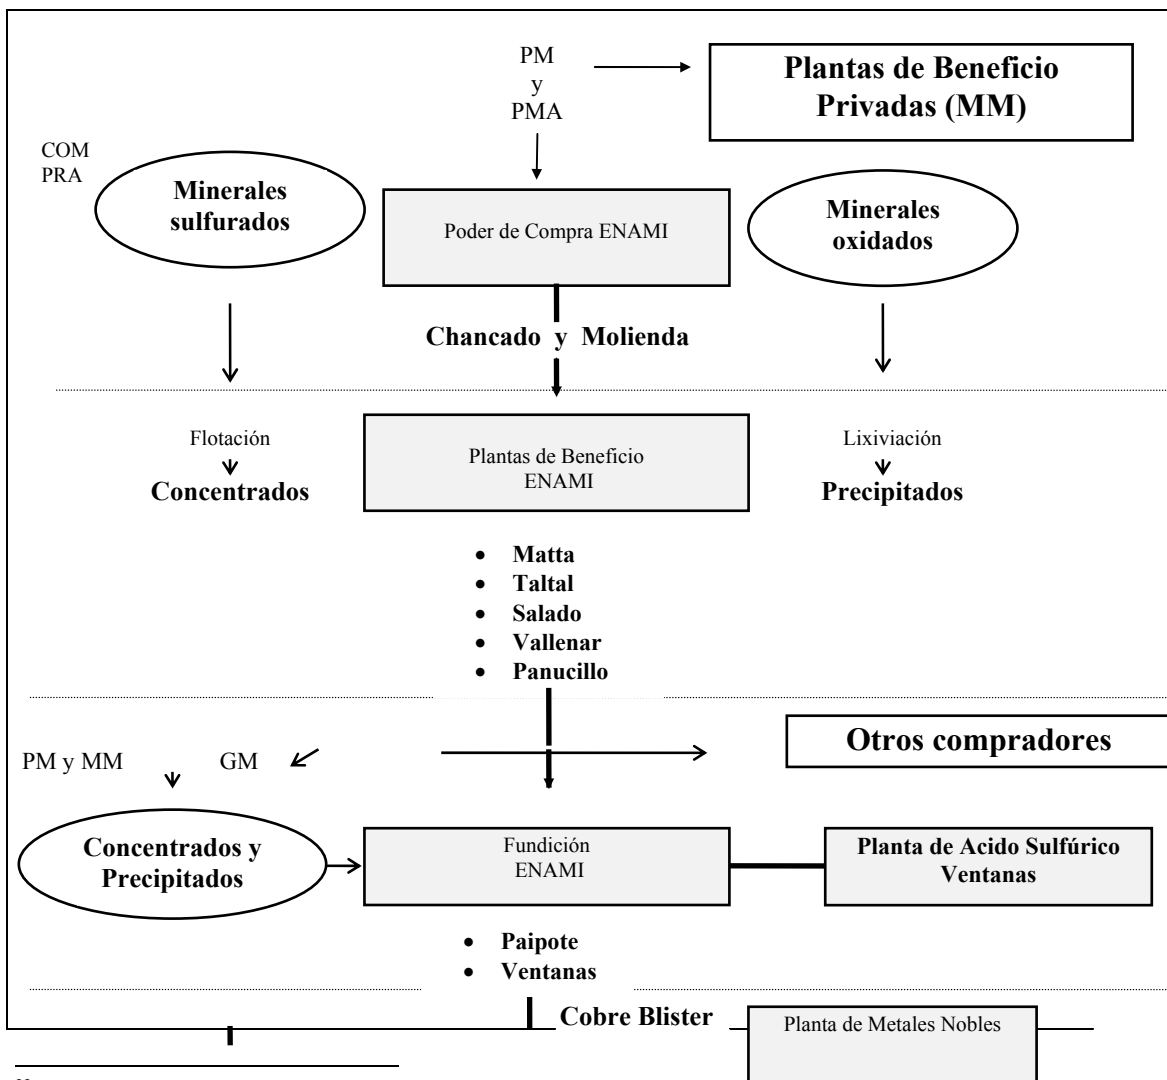 PM
y
PMA
Plantas de Beneficio
Privadas (MM)
COM
PRA
Minerales
sulfurados
Poder de Compra ENAMI
Minerales
oxidados
Chancado y Molienda
Flotación
Concentrados
Plantas de Beneficio
ENAMI
Lixiviación
Precipitados
• Matta
• Taltal
• Salado
• Vallenar
• Panucillo
Otros compradores
PM y MM
GM
Concentrados y
Precipitados
Fundición
ENAMI
Planta de Acido Sulfúrico
Ventanas
• Paipote
• Ventanas
Cobre Blister
Planta de Metales Nobles